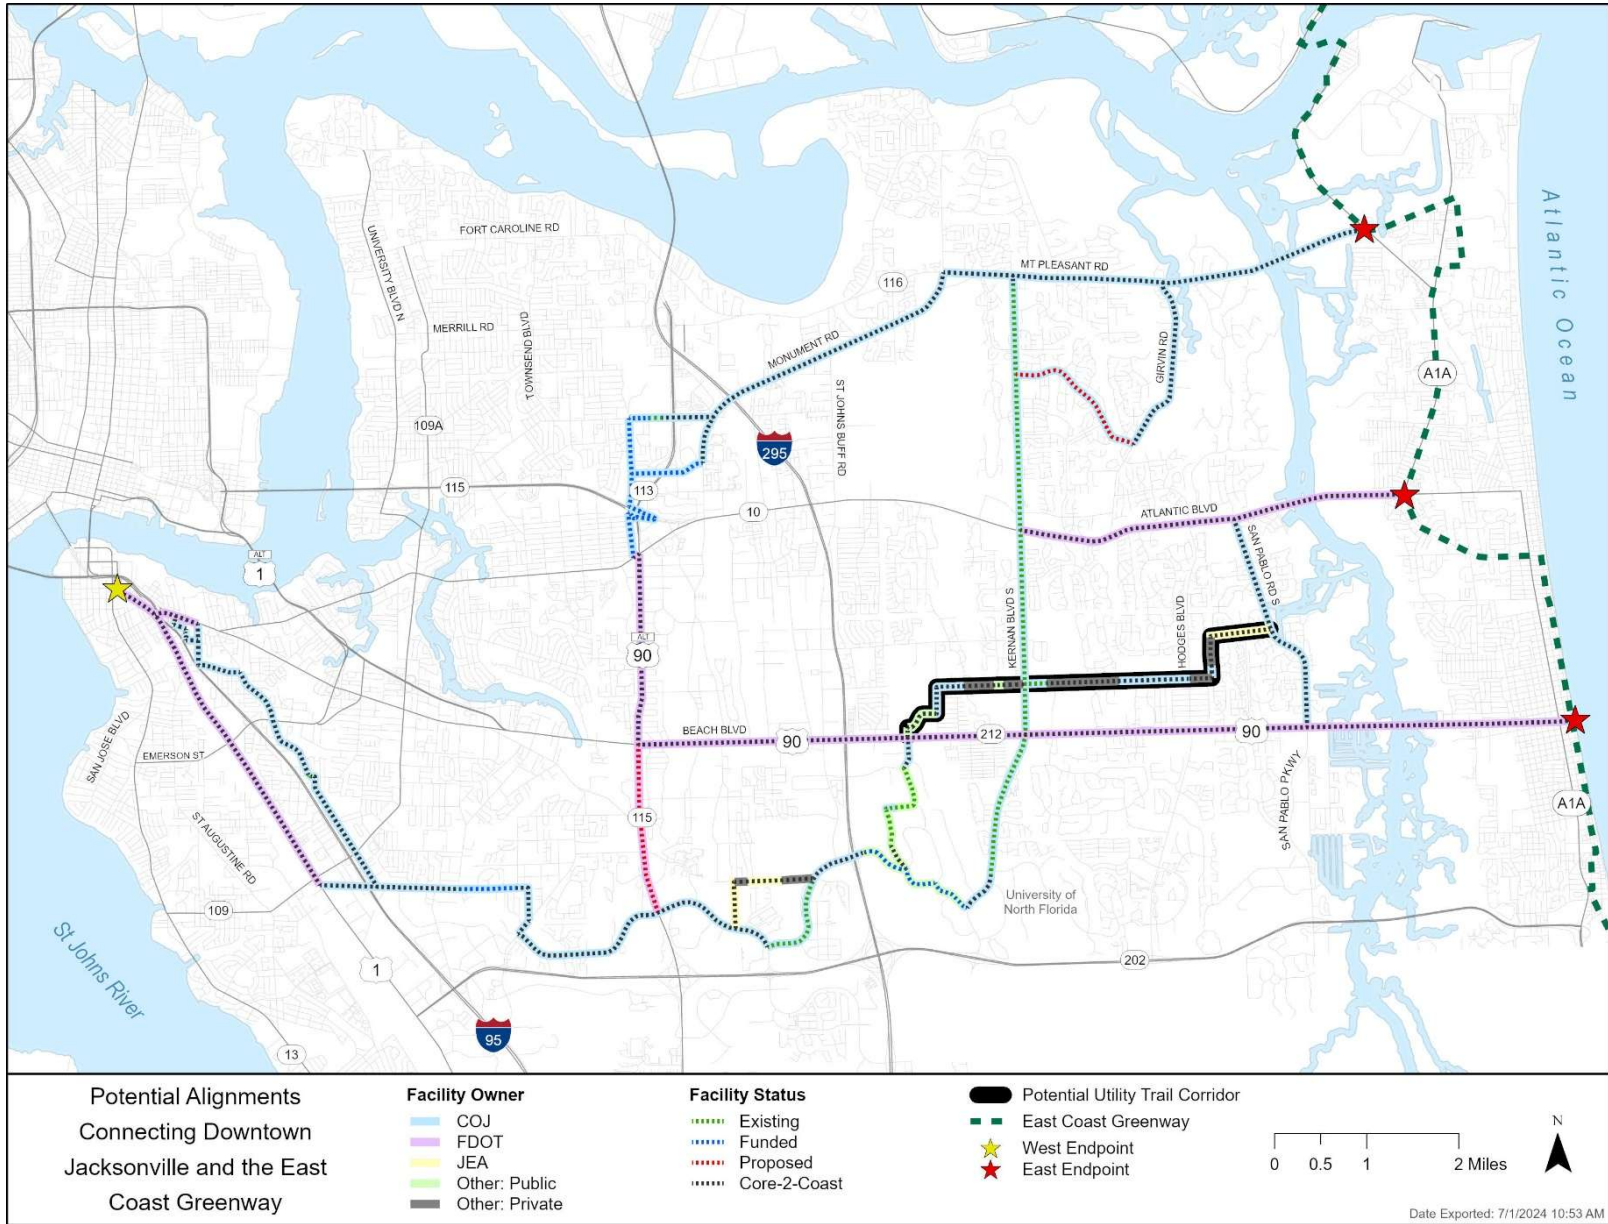 FORT CAROLINE RD
UNIVERSITY BLVD N
MERRILL RD
TOWNSEND BLVD
109A
115
113
116
MT PLEASANT RD
MONUMENT RD
GIRVIN RD
ST JOHNS BUFF RD
295
10
A1A
Atlantic Ocean
ATLANTIC BLVD
SAN PABLO RD S
KERNAN BLVD S
HODGES BLVD
ALT
1
ALT
90
BEACH BLVD
90
212
90
SAN JOSE BLVD
EMERSON ST
ST AUGUSTINE RD
115
SAN PABLO PKWY
A1A
University of
North Florida
109
St Johns River
1
202
95
13
Potential Alignments
Connecting Downtown
Jacksonville and the East
Coast Greenway
Facility Owner
COJ
FDOT
JEA
Other: Public
Other: Private
Facility Status
Existing
Funded
Proposed
Core-2-Coast
Potential Utility Trail Corridor
East Coast Greenway
West Endpoint
East Endpoint
0 0.5 1 2 Miles
N
Date Exported: 7/1/2024 10:53 AM